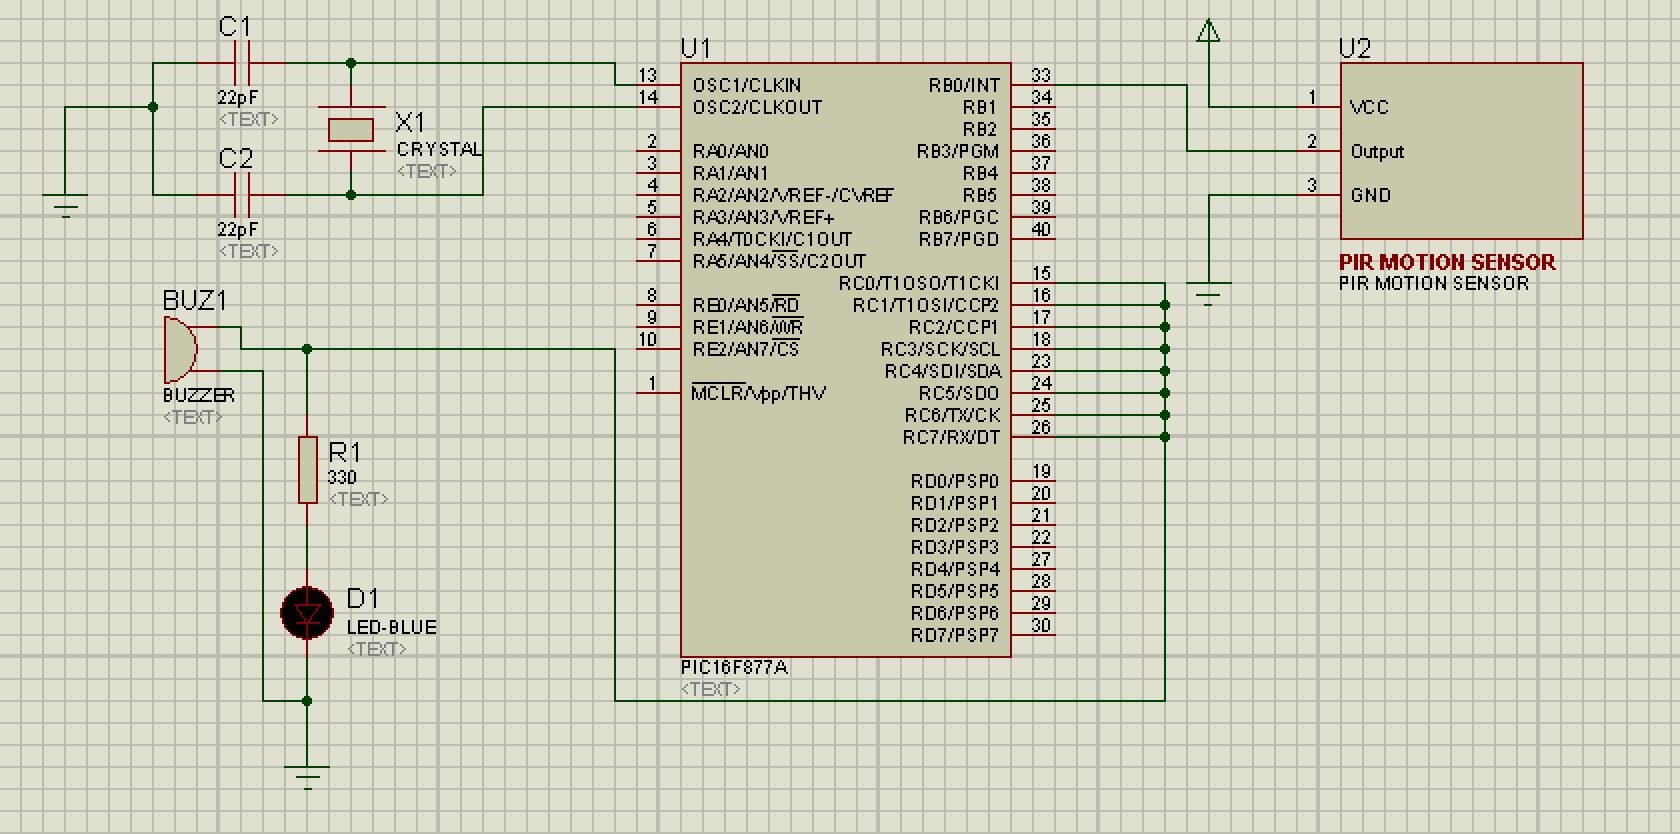 C1
22pF
<TEXT>
C2
22pF
<TEXT>
X1
CRYSTAL
<TEXT>
BUZ1
BUZZER
<TEXT>
R1
330
<TEXT>
D1
LED-BLUE
<TEXT>
U1
13 OSC1/CLKIN
14 OSC2/CLKOUT
2 RA0/AN0
3 RA1/AN1
4 RA2/AN2/VREF-/CVREF
5 RA3/AN3/VREF+
6 RA4/T0CKI/C1OUT
7 RA5/AN4/SS/C2OUT
8 RE0/AN5/RD
9 RE1/AN6/WR
10 RE2/AN7/CS
1 MCLR/Vpp/THV
RB0/INT 33
RB1 34
RB2 35
RB3/PGM 36
RB4 37
RB5 38
RB6/PGC 39
RB7/PGD 40
RC0/T1OSO/T1CKI 15
RC1/T1OSI/CCP2 16
RC2/CCP1 17
RC3/SCK/SCL 18
RC4/SDI/SDA 23
RC5/SDO 24
RC6/TX/CK 25
RC7/RX/DT 26
RD0/PSP0 19
RD1/PSP1 20
RD2/PSP2 21
RD3/PSP3 22
RD4/PSP4 27
RD5/PSP5 28
RD6/PSP6 29
RD7/PSP7 30
PIC16F877A
<TEXT>
U2
1 VCC
2 Output
3 GND
PIR MOTION SENSOR
PIR MOTION SENSOR